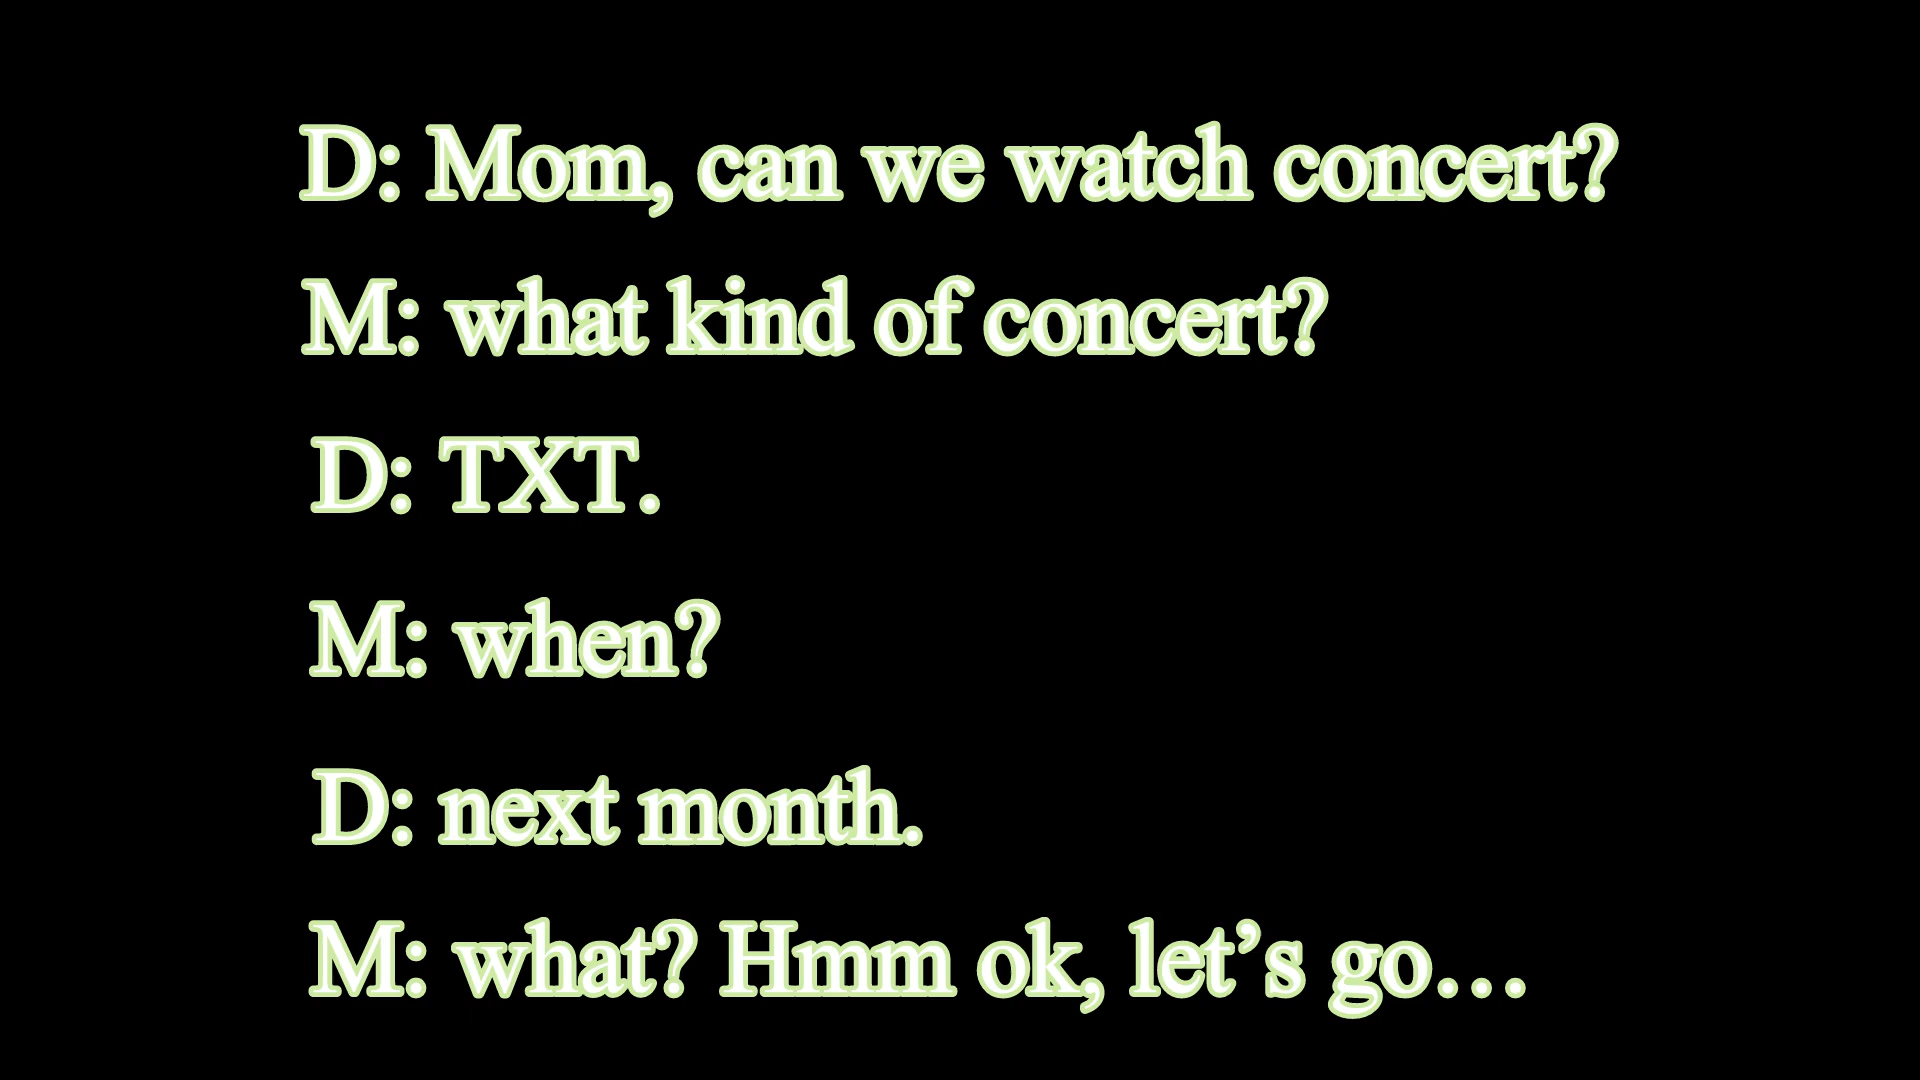 D: Mom, can we watch concert?
M: what kind of concert?
D: TXT.
M: when?
D: next month.
M: what? Hmm ok, let’s go…